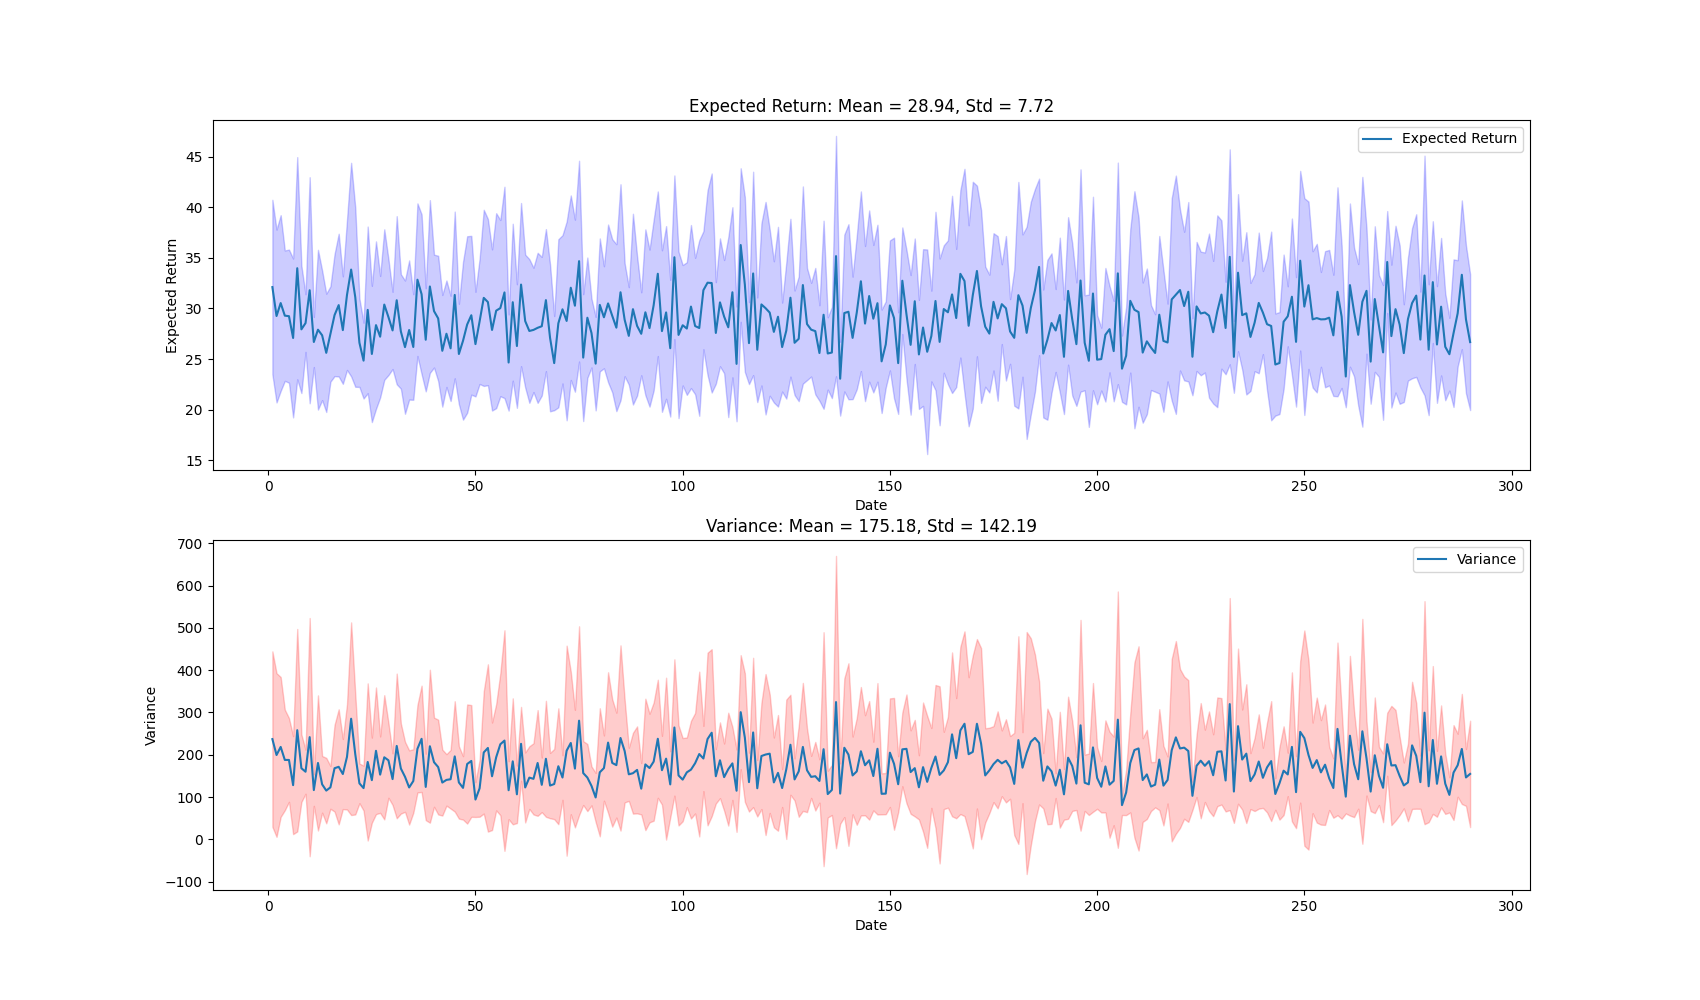 Expected Return: Mean = 28.94, Std = 7.72
Expected Return
45
40
35
30
25
20
15
Expected Return
0 50 100 150 200 250 300
Date
Variance: Mean = 175.18, Std = 142.19
Variance
700
600
500
400
300
200
100
0
−100
Variance
0 50 100 150 200 250 300
Date